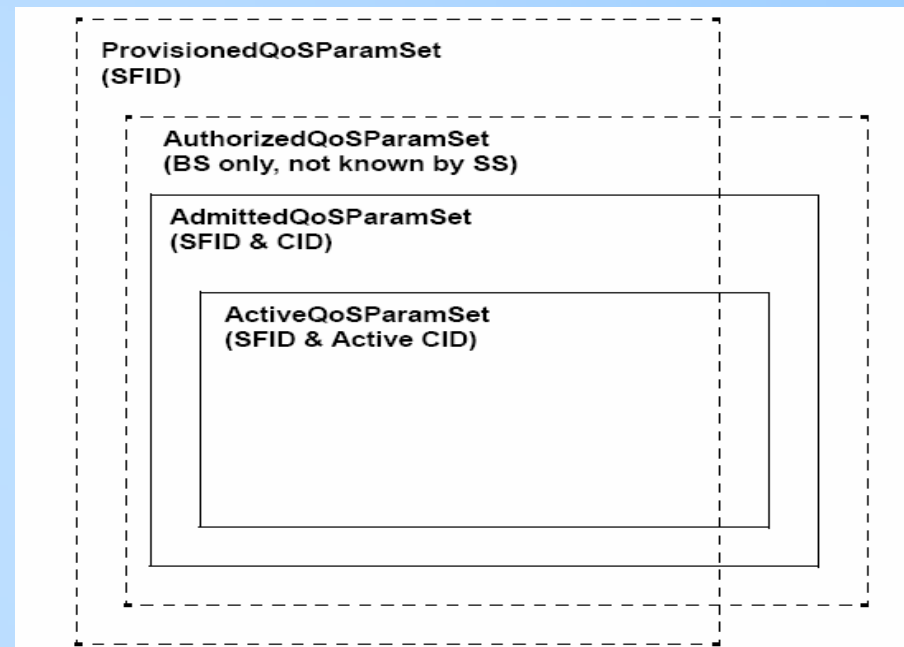 ProvisionedQoSParamSet
(SFID)
AuthorizedQoSParamSet
(BS only, not known by SS)
AdmittedQoSParamSet
(SFID & CID)
ActiveQoSParamSet
(SFID & Active CID)